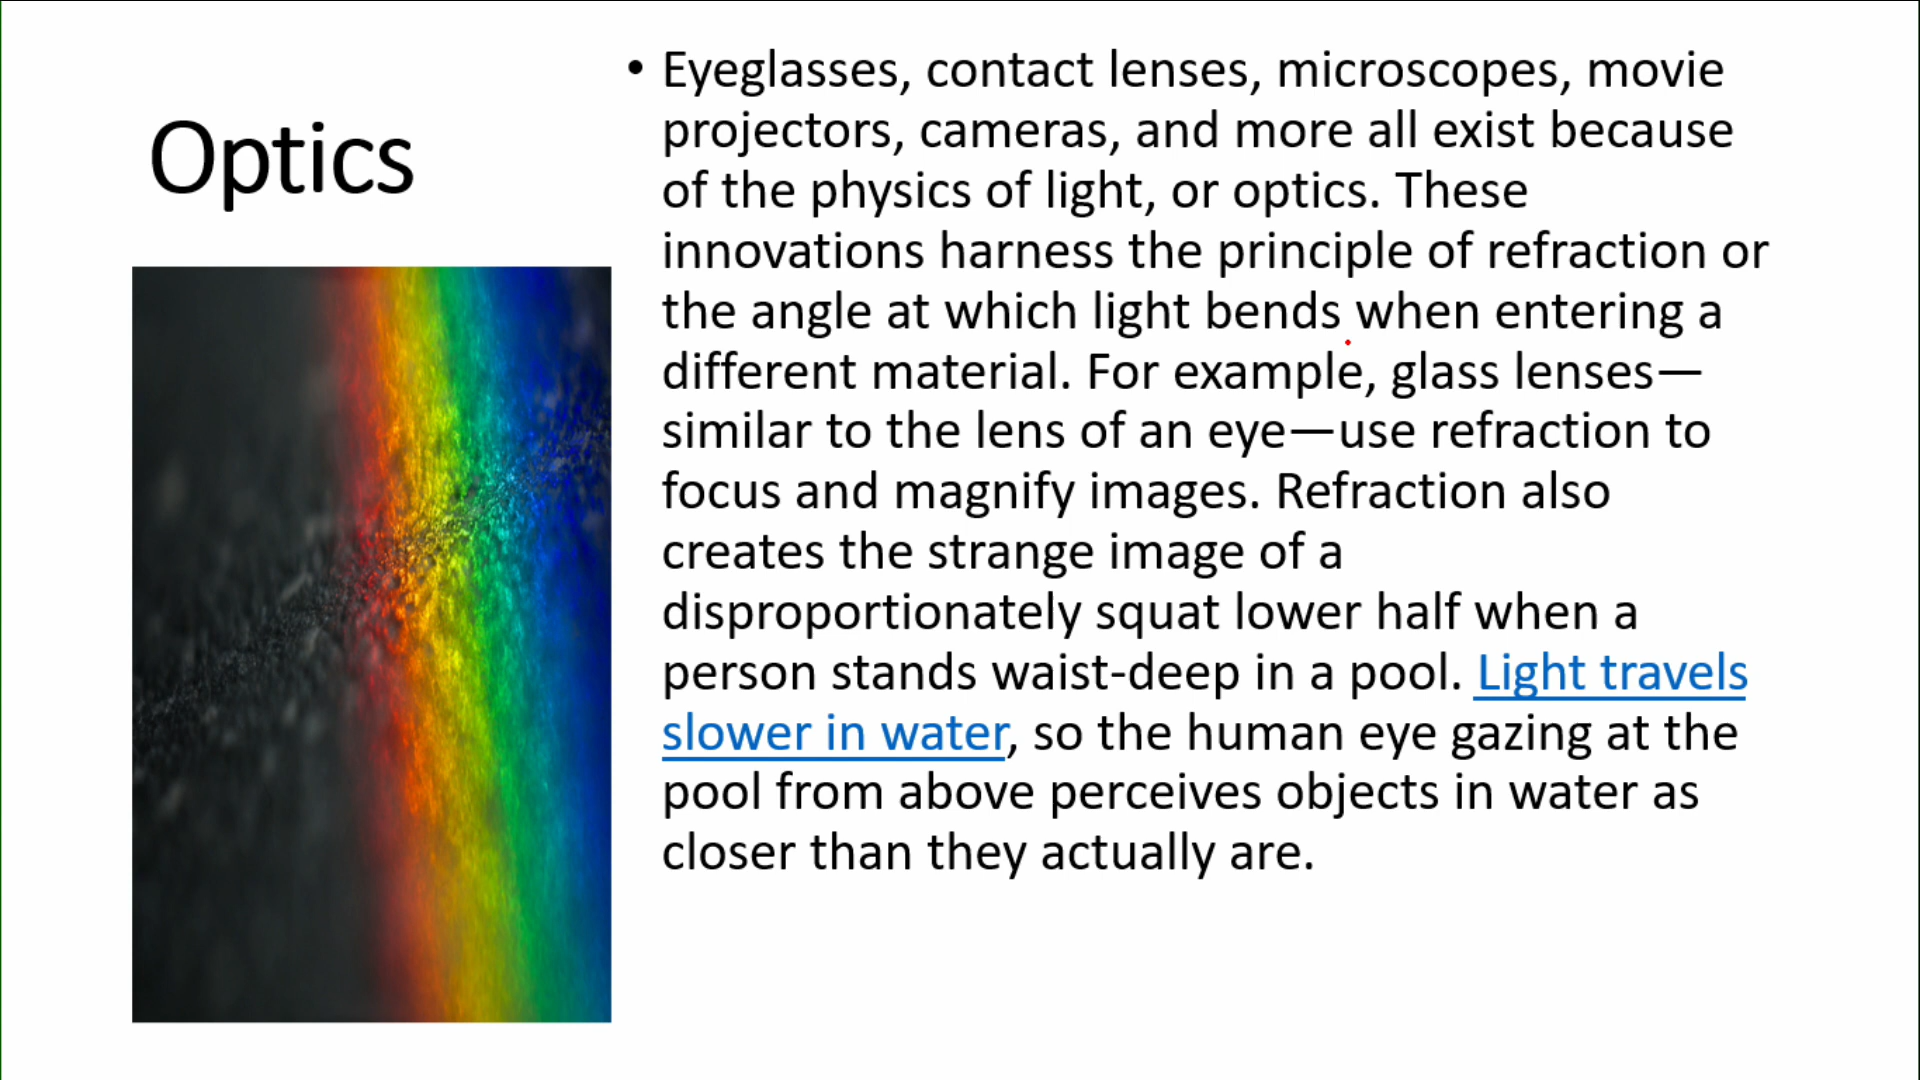 Optics
• Eyeglasses, contact lenses, microscopes, movie
projectors, cameras, and more all exist because
of the physics of light, or optics. These
innovations harness the principle of refraction or
the angle at which light bends when entering a
different material. For example, glass lenses—
similar to the lens of an eye—use refraction to
focus and magnify images. Refraction also
creates the strange image of a
disproportionately squat lower half when a
person stands waist-deep in a pool. Light travels
slower in water, so the human eye gazing at the
pool from above perceives objects in water as
closer than they actually are.